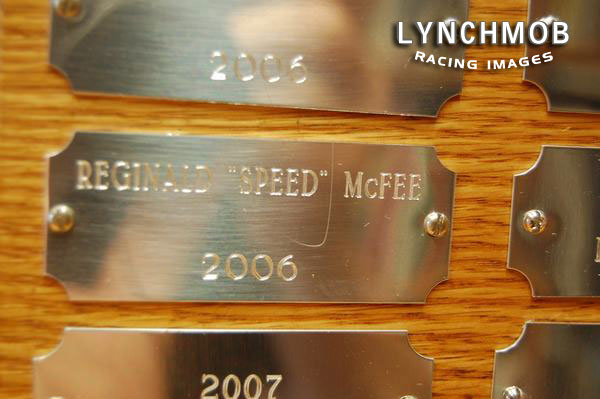 LYNCHMOB
RACING IMAGES
2006
REGINALD "SPEED" McFEE
2006
2007